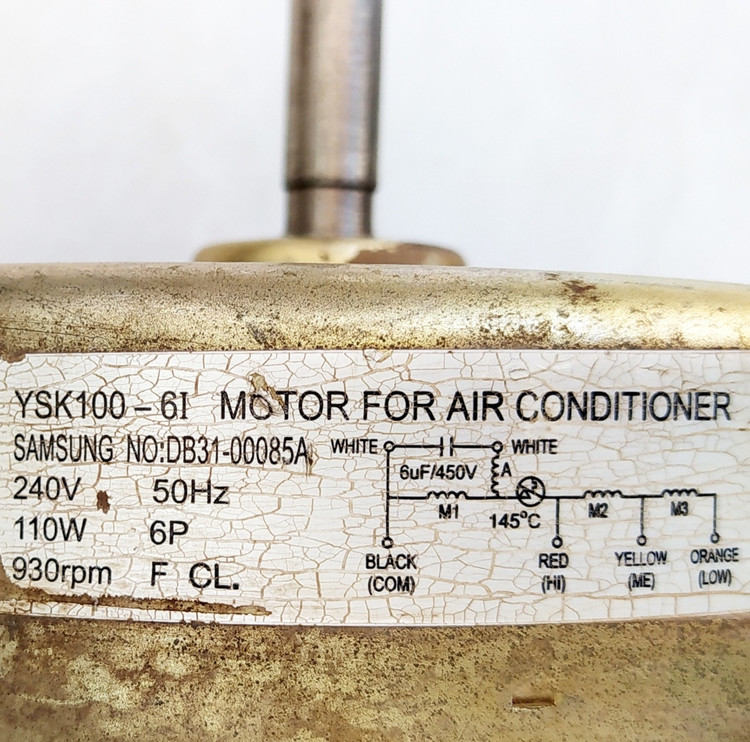 YSK100-6I MOTOR FOR AIR CONDITIONER
SAMSUNG NO:DB31-00085A
240V 50Hz
110W 6P
930rpm F CL.
WHITE WHITE
6uF/450V A
M1 145°C M2 M3
BLACK RED YELLOW ORANGE
(COM) (Hi) (ME) (LOW)